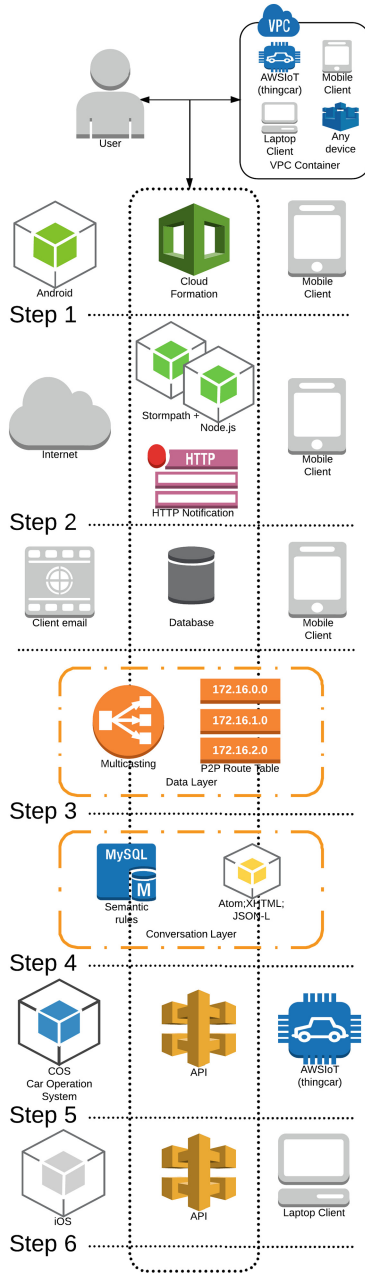 VPC
AWSIoT
(thingcar)
Mobile
Client
Laptop
Client
Any
device
VPC Container
User
Android
Cloud
Formation
Mobile
Client
Step 1
Stormpath +
Node.js
Internet
HTTP
HTTP Notification
Mobile
Client
Step 2
Client email
Database
Mobile
Client
172.16.0.0
172.16.1.0
172.16.2.0
Multicasting
P2P Route Table
Data Layer
Step 3
MySQL
M
Semantic
rules
Atom;XHTML;
JSON-L
Conversation Layer
Step 4
COS
Car Operation
System
API
AWSIoT
(thingcar)
Step 5
iOS
API
Laptop Client
Step 6